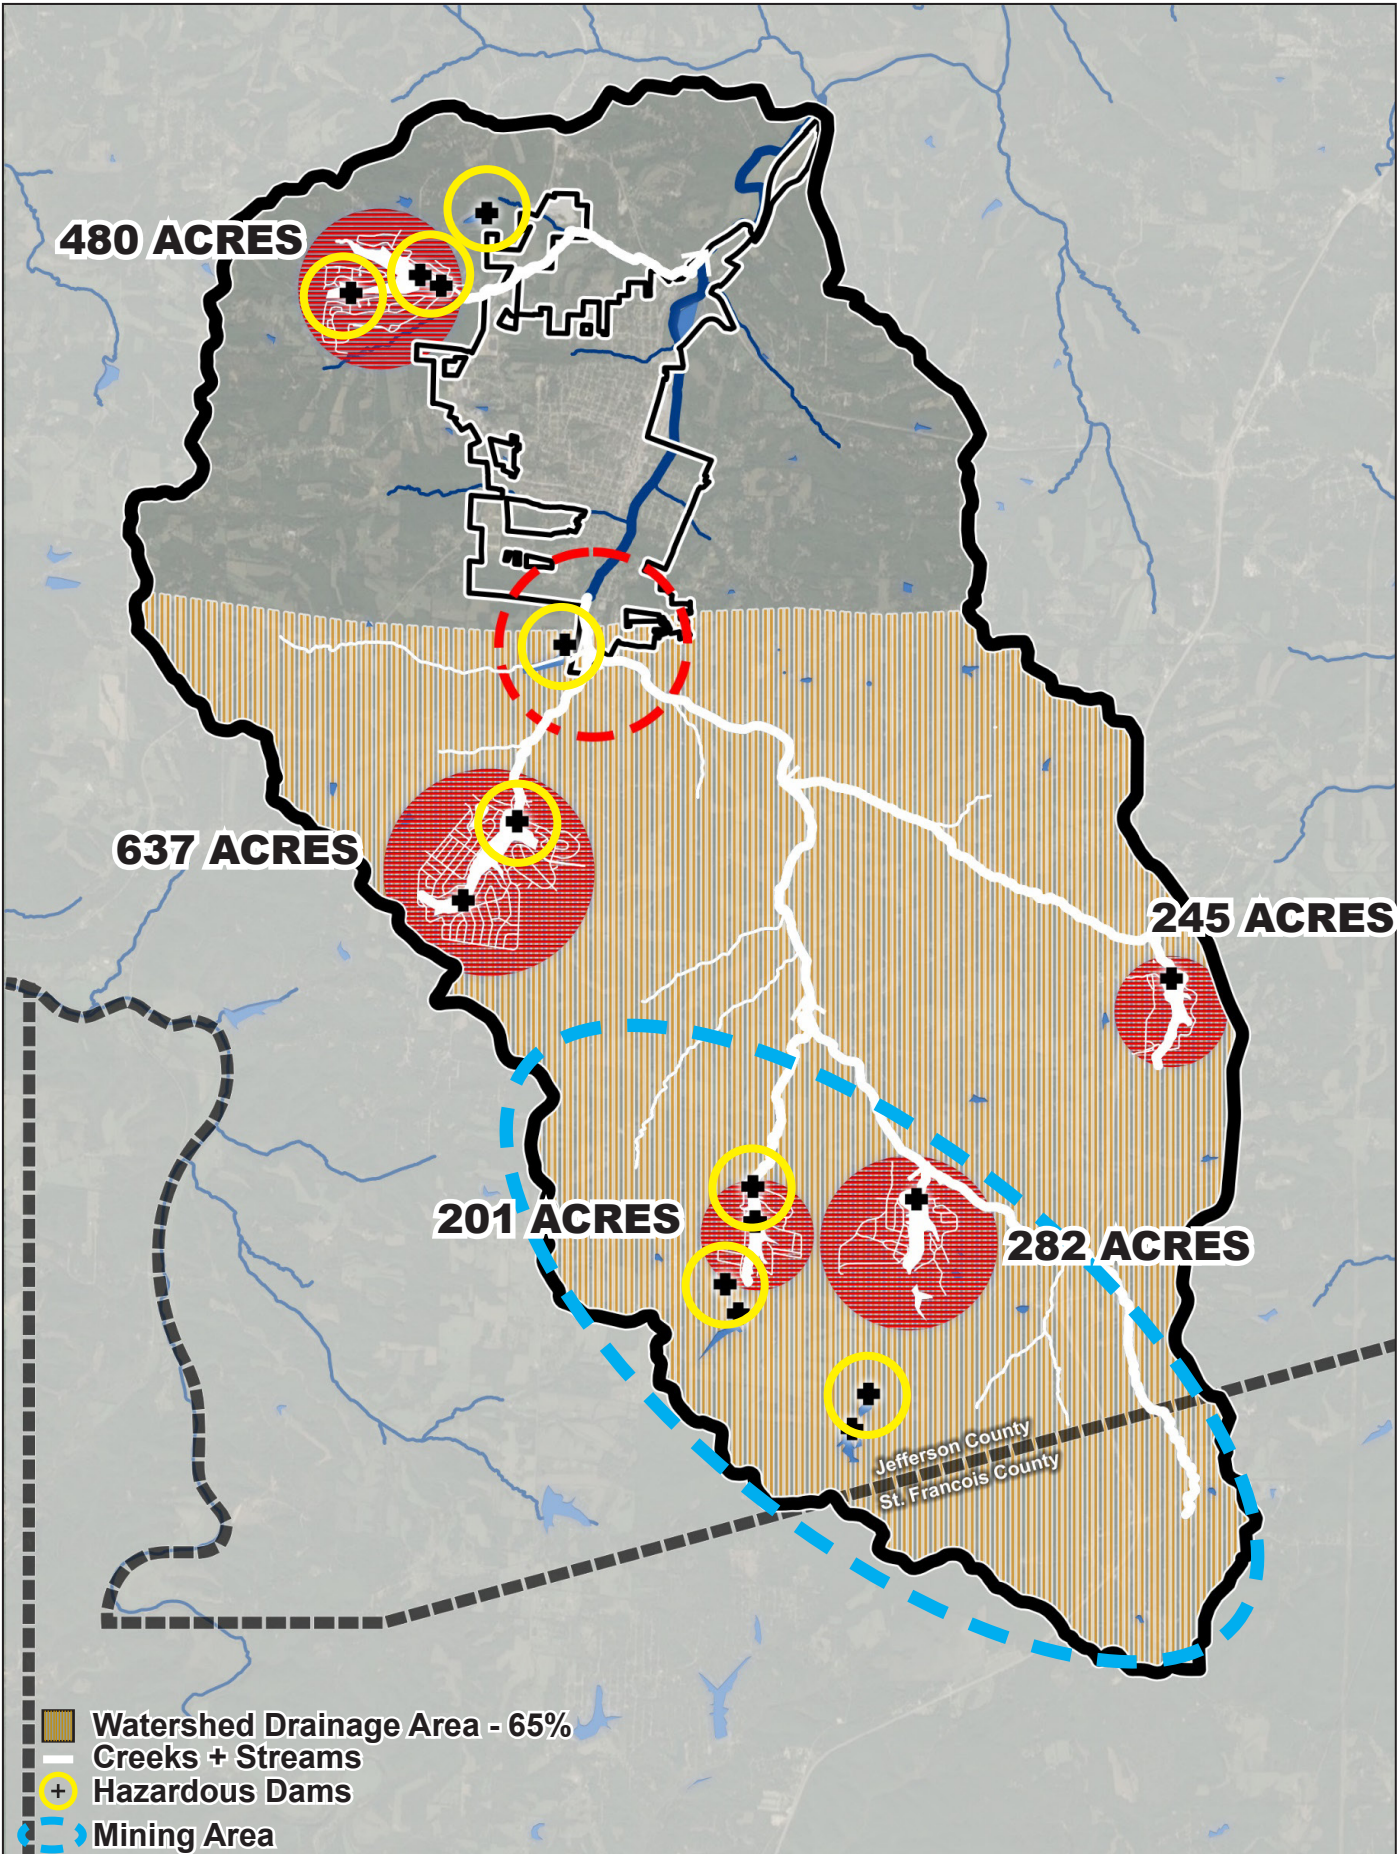 480 ACRES
637 ACRES
245 ACRES
201 ACRES
282 ACRES
Jefferson County
St. Francois County
Watershed Drainage Area - 65%
Creeks + Streams
Hazardous Dams
Mining Area